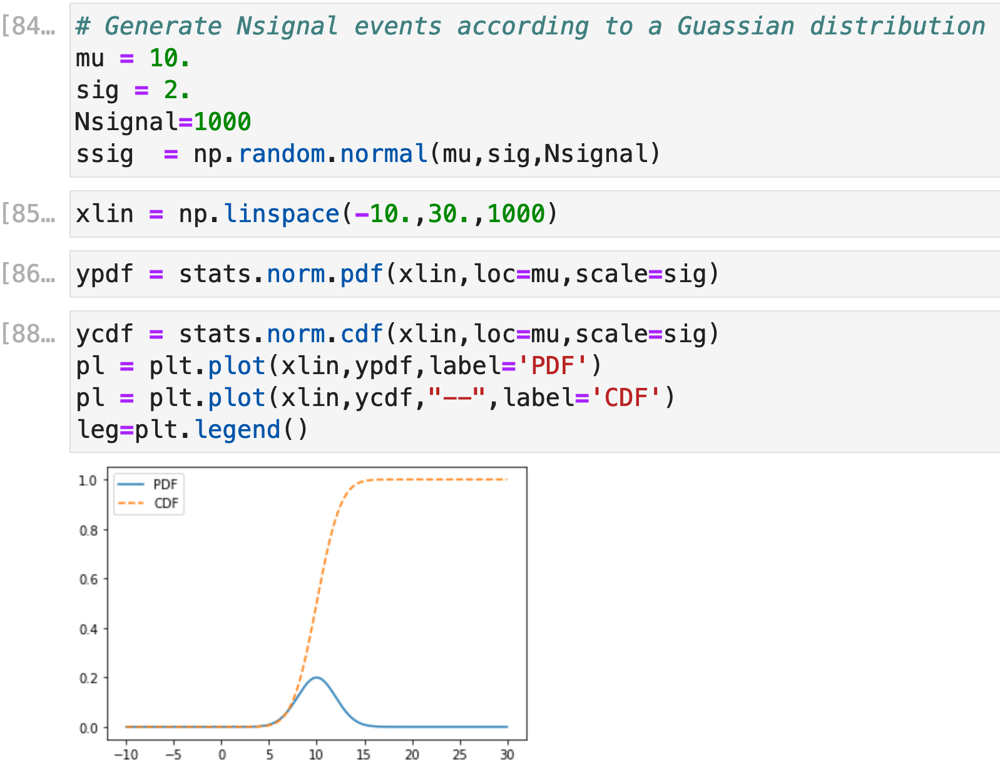 [84…
# Generate Nsignal events according to a Guassian distribution
mu = 10.
sig = 2.
Nsignal=1000
ssig  = np.random.normal(mu,sig,Nsignal)
[85…
xlin = np.linspace(-10.,30.,1000)
[86…
ypdf = stats.norm.pdf(xlin,loc=mu,scale=sig)
[88…
ycdf = stats.norm.cdf(xlin,loc=mu,scale=sig)
pl = plt.plot(xlin,ypdf,label='PDF')
pl = plt.plot(xlin,ycdf,"--",label='CDF')
leg=plt.legend()
PDF
CDF
1.0
0.8
0.6
0.4
0.2
0.0
−10 −5 0 5 10 15 20 25 30